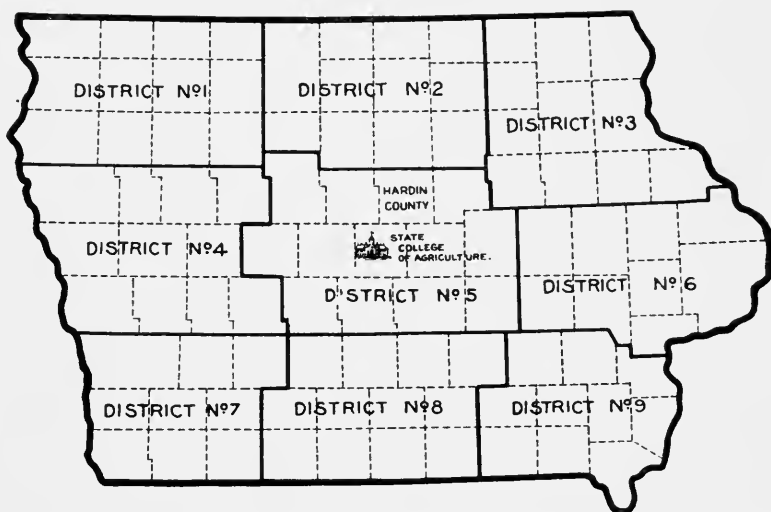 DISTRICT Nº1
DISTRICT Nº2
DISTRICT Nº3
HARDIN
COUNTY
DISTRICT Nº4
STATE
COLLEGE
OF AGRICULTURE.
DISTRICT Nº5
DISTRICT Nº6
DISTRICT Nº7
DISTRICT Nº8
DISTRICT Nº9